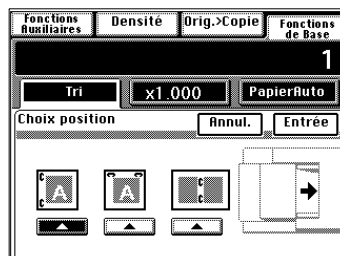 Fonctions Auxiliaires
Densité
Orig.>Copie
Fonctions de Base
1
Tri
x1.000
PapierAuto
Choix position
Annul.
Entrée
A
A